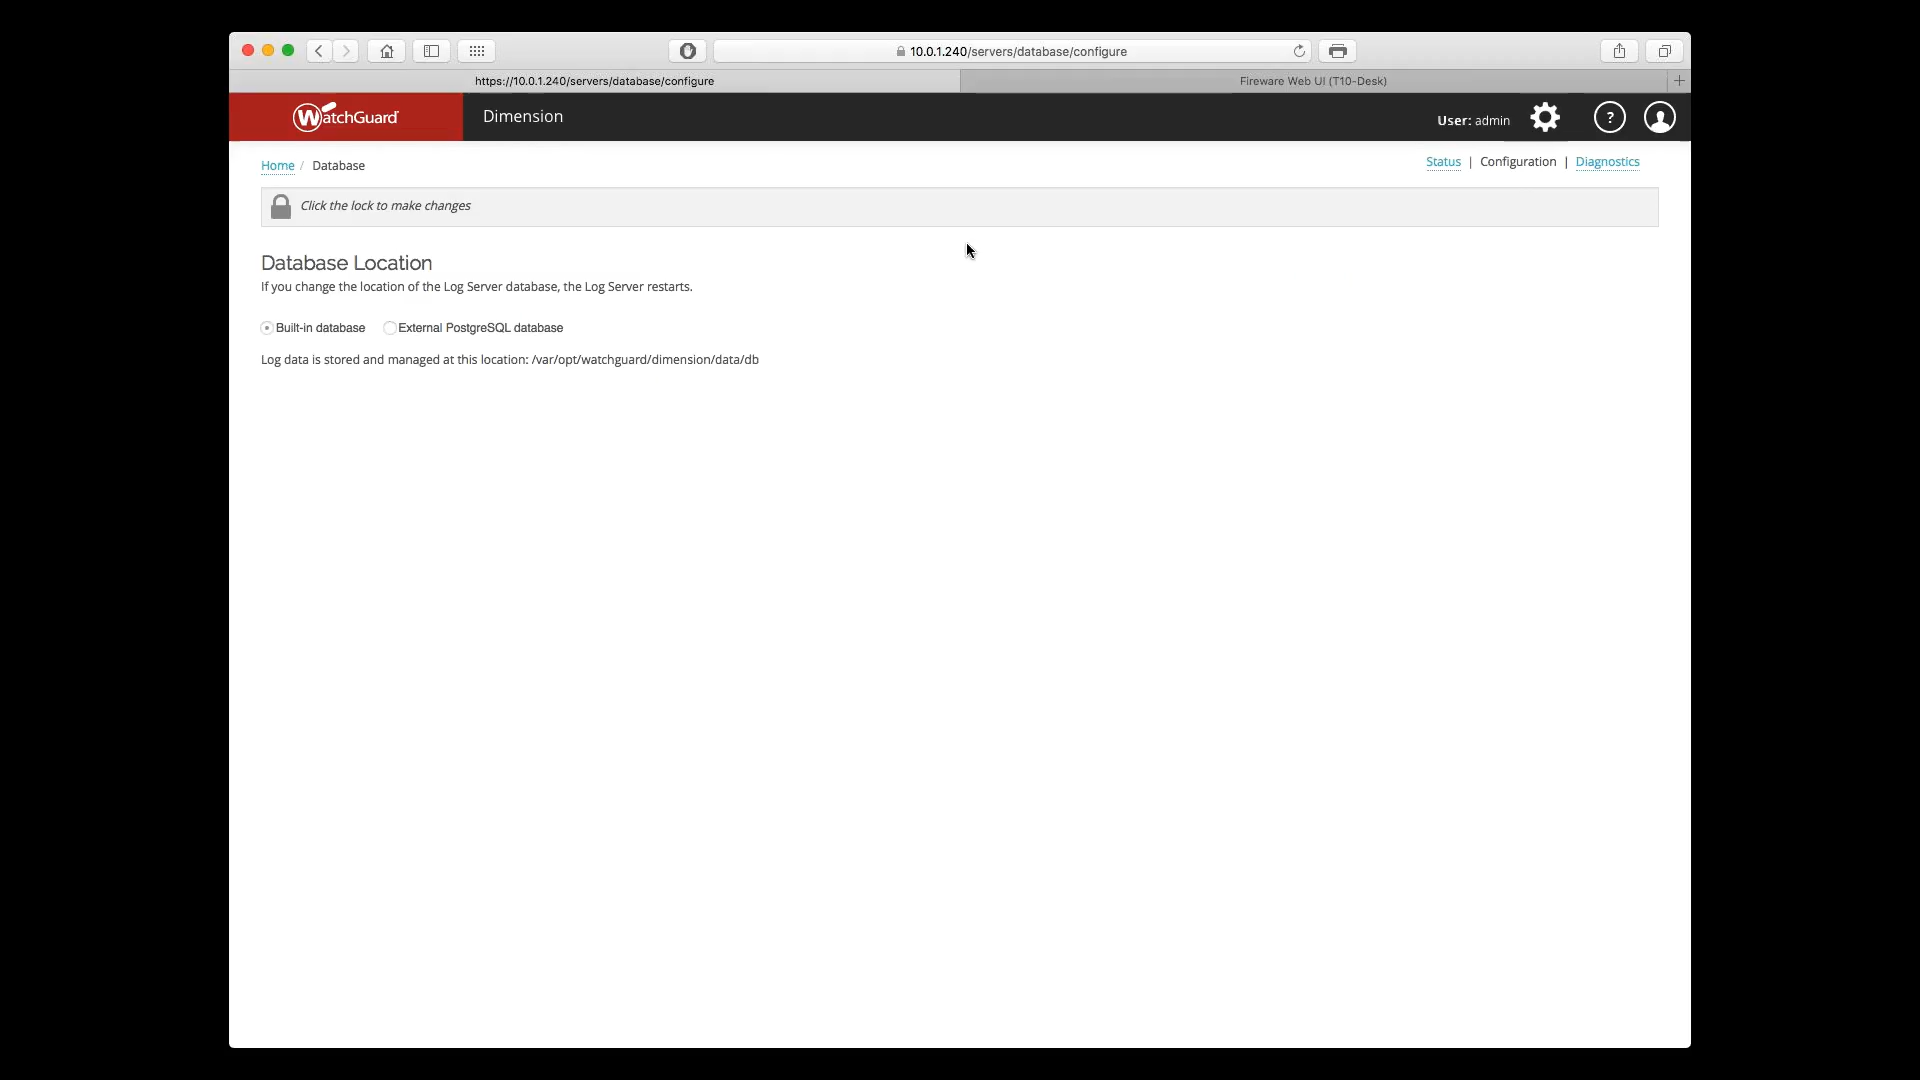 10.0.1.240/servers/database/configure
https://10.0.1.240/servers/database/configure
Fireware Web UI (T10-Desk)
WatchGuard
Dimension
User: admin
?
Home / Database
Status | Configuration | Diagnostics
Click the lock to make changes
Database Location
If you change the location of the Log Server database, the Log Server restarts.
Built-in database
External PostgreSQL database
Log data is stored and managed at this location: /var/opt/watchguard/dimension/data/db